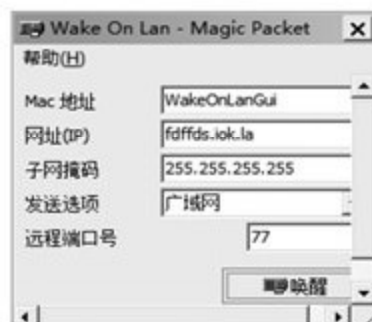 Wake On Lan - Magic Packet
帮助(H)
Mac 地址 WakeOnLanGui
网址(IP) fdffds.iok.la
子网掩码 255.255.255.255
发送选项 广域网
远程端口号 77
唤醒